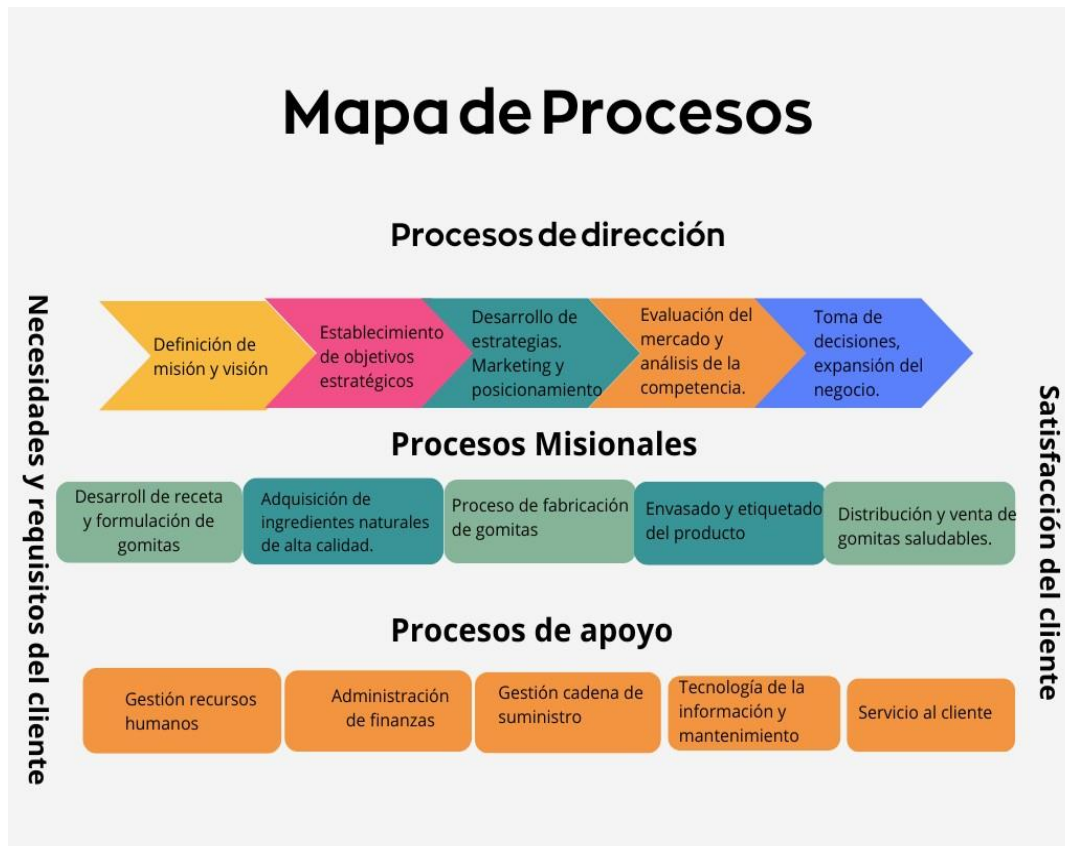 Mapa de Procesos
Procesos de dirección
Necesidades y requisitos del cliente
Definición de
misión y visión
Establecimiento
de objetivos
estratégicos
Desarrollo de
estrategias.
Marketing y
posicionamiento
Evaluación del
mercado y
análisis de la
competencia.
Toma de
decisiones,
expansión del
negocio.
Procesos Misionales
Desarroll de receta
y formulación de
gomitas
Adquisición de
ingredientes naturales
de alta calidad.
Proceso de fabricación
de gomitas
Envasado y etiquetado
del producto
Distribución y venta de
gomitas saludables.
Procesos de apoyo
Gestión recursos
humanos
Administración
de finanzas
Gestión cadena de
suministro
Tecnología de la
información y
mantenimiento
Servicio al cliente
Satisfacción del cliente